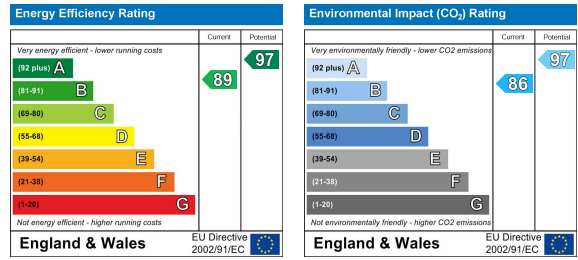 Energy Efficiency Rating
Current Potential
Very energy efficient - lower running costs
(92 plus) A
(81-91) B
(69-80) C
(55-68) D
(39-54) E
(21-38) F
(1-20) G
89
97
Not energy efficient - higher running costs
England & Wales
EU Directive
2002/91/EC
Environmental Impact (CO2) Rating
Current Potential
Very environmentally friendly - lower CO2 emissions
(92 plus) A
(81-91) B
(69-80) C
(55-68) D
(39-54) E
(21-38) F
(1-20) G
86
97
Not environmentally friendly - higher CO2 emissions
England & Wales
EU Directive
2002/91/EC